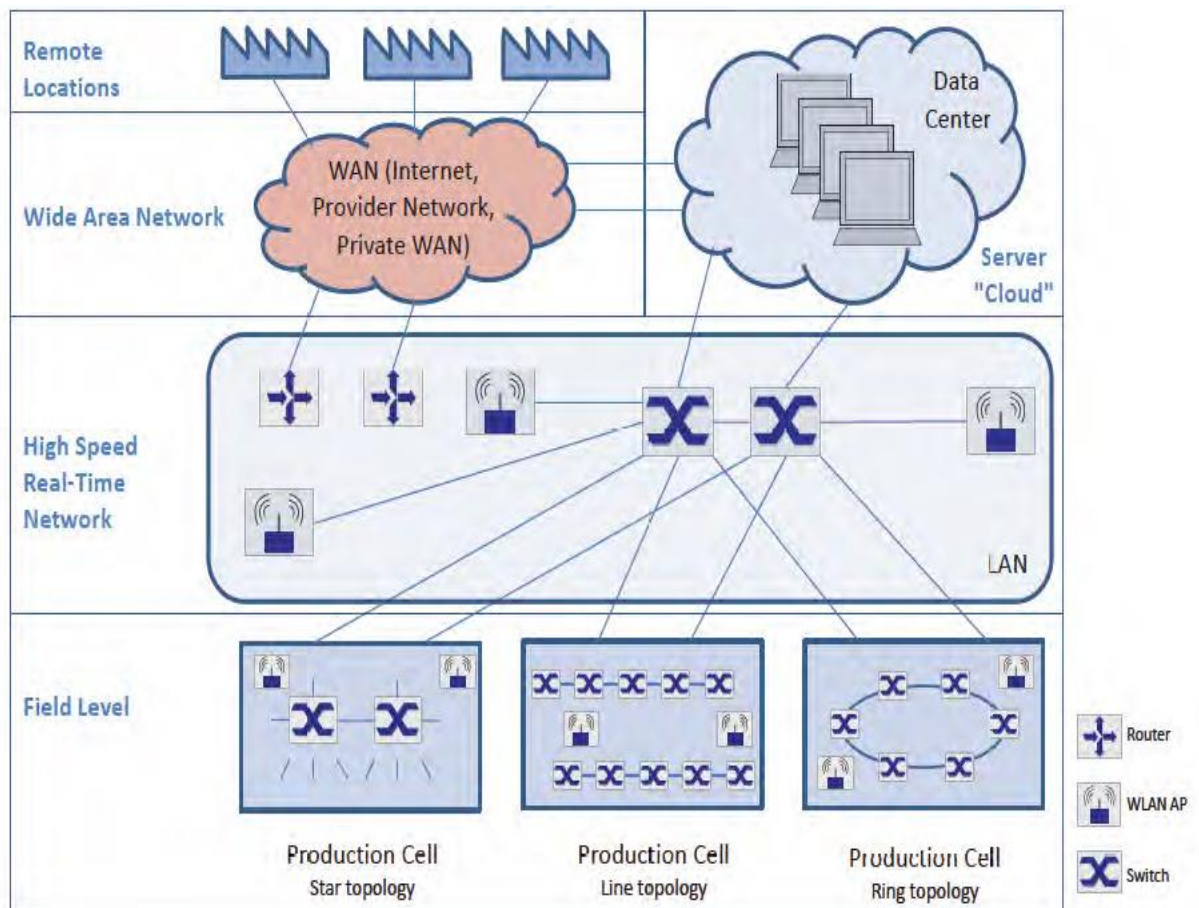 Remote
Locations
Data
Center
WAN (Internet,
Provider Network,
Private WAN)
Wide Area Network
Server
"Cloud"
High Speed
Real-Time
Network
LAN
Field Level
Router
WLAN AP
Switch
Production Cell
Star topology
Production Cell
Line topology
Production Cell
Ring topology